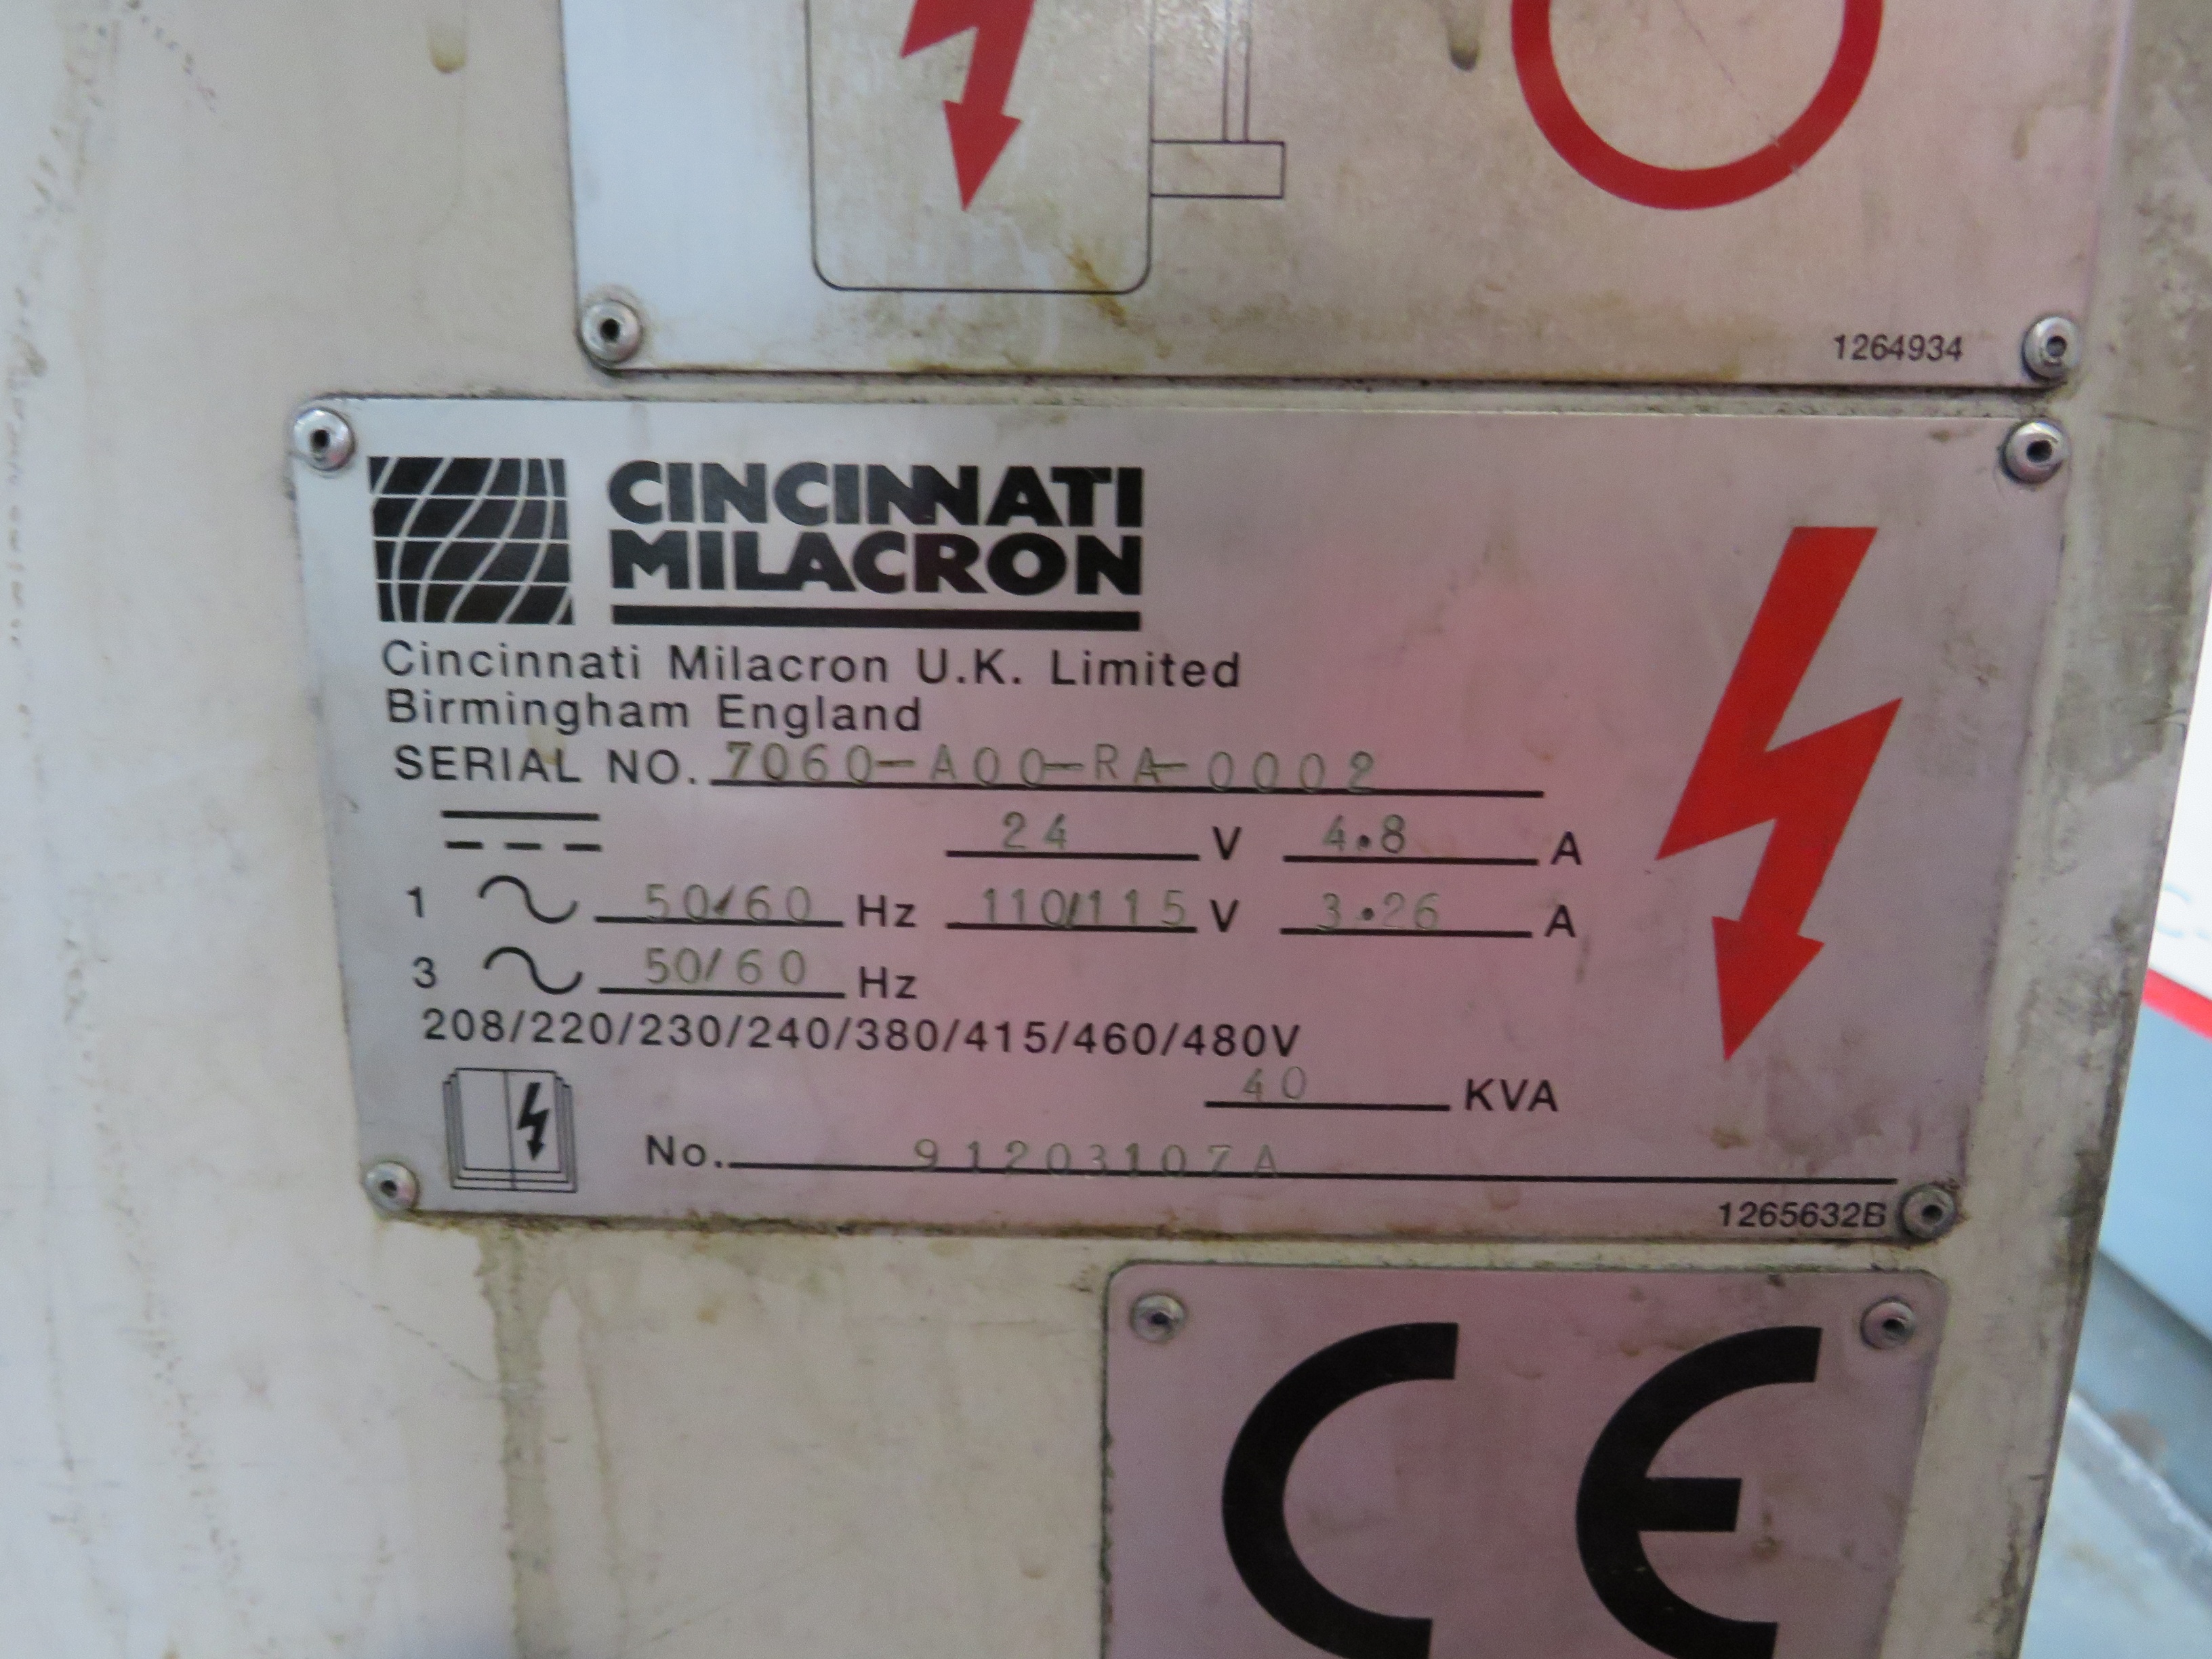 1264934
CINCINNATI
MILACRON
Cincinnati Milacron U.K. Limited
Birmingham England
SERIAL NO. 7060-A00-RA-0002
24 V 4.8 A
1 50/60 Hz 110/115 V 3.26 A
3 50/60 Hz
208/220/230/240/380/415/460/480V
40 KVA
No. 91203107A
1265632B
CE